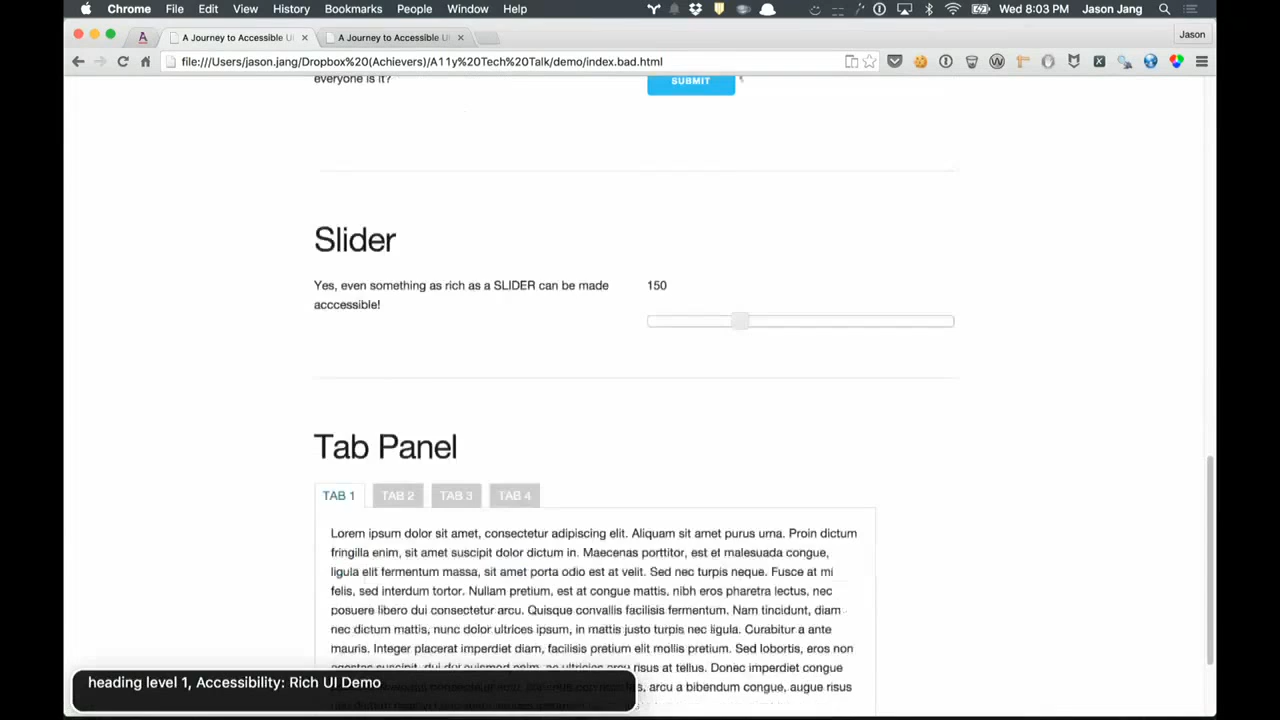 Chrome File Edit View History Bookmarks People Window Help Wed 8:03 PM Jason Jang
A Journey to Accessible UI A Journey to Accessible UI Jason
file:///Users/jason.jang/Dropbox%20(Achievers)/A11y%20Tech%20Talk/demo/index.bad.html
everyone is it?
SUBMIT
Slider
Yes, even something as rich as a SLIDER can be made
acccessible!
150
Tab Panel
TAB 1 TAB 2 TAB 3 TAB 4
Lorem ipsum dolor sit amet, consectetur adipiscing elit. Aliquam sit amet purus urna. Proin dictum
fringilla enim, sit amet suscipit dolor dictum in. Maecenas porttitor, est et malesuada congue,
ligula elit fermentum massa, sit amet porta odio est at velit. Sed nec turpis neque. Fusce at mi
felis, sed interdum tortor. Nullam pretium, est at congue mattis, nibh eros pharetra lectus, nec
posuere libero dui consectetur arcu. Quisque convallis facilisis fermentum. Nam tincidunt, diam
nec dictum mattis, nunc dolor ultrices ipsum, in mattis justo turpis nec ligula. Curabitur a ante
mauris. Integer placerat imperdiet diam, facilisis pretium elit mollis pretium. Sed lobortis, eros non
risus at tellus. Donec imperdiet congue
arcu a bibendum congue, augue risus
heading level 1, Accessibility: Rich UI Demo